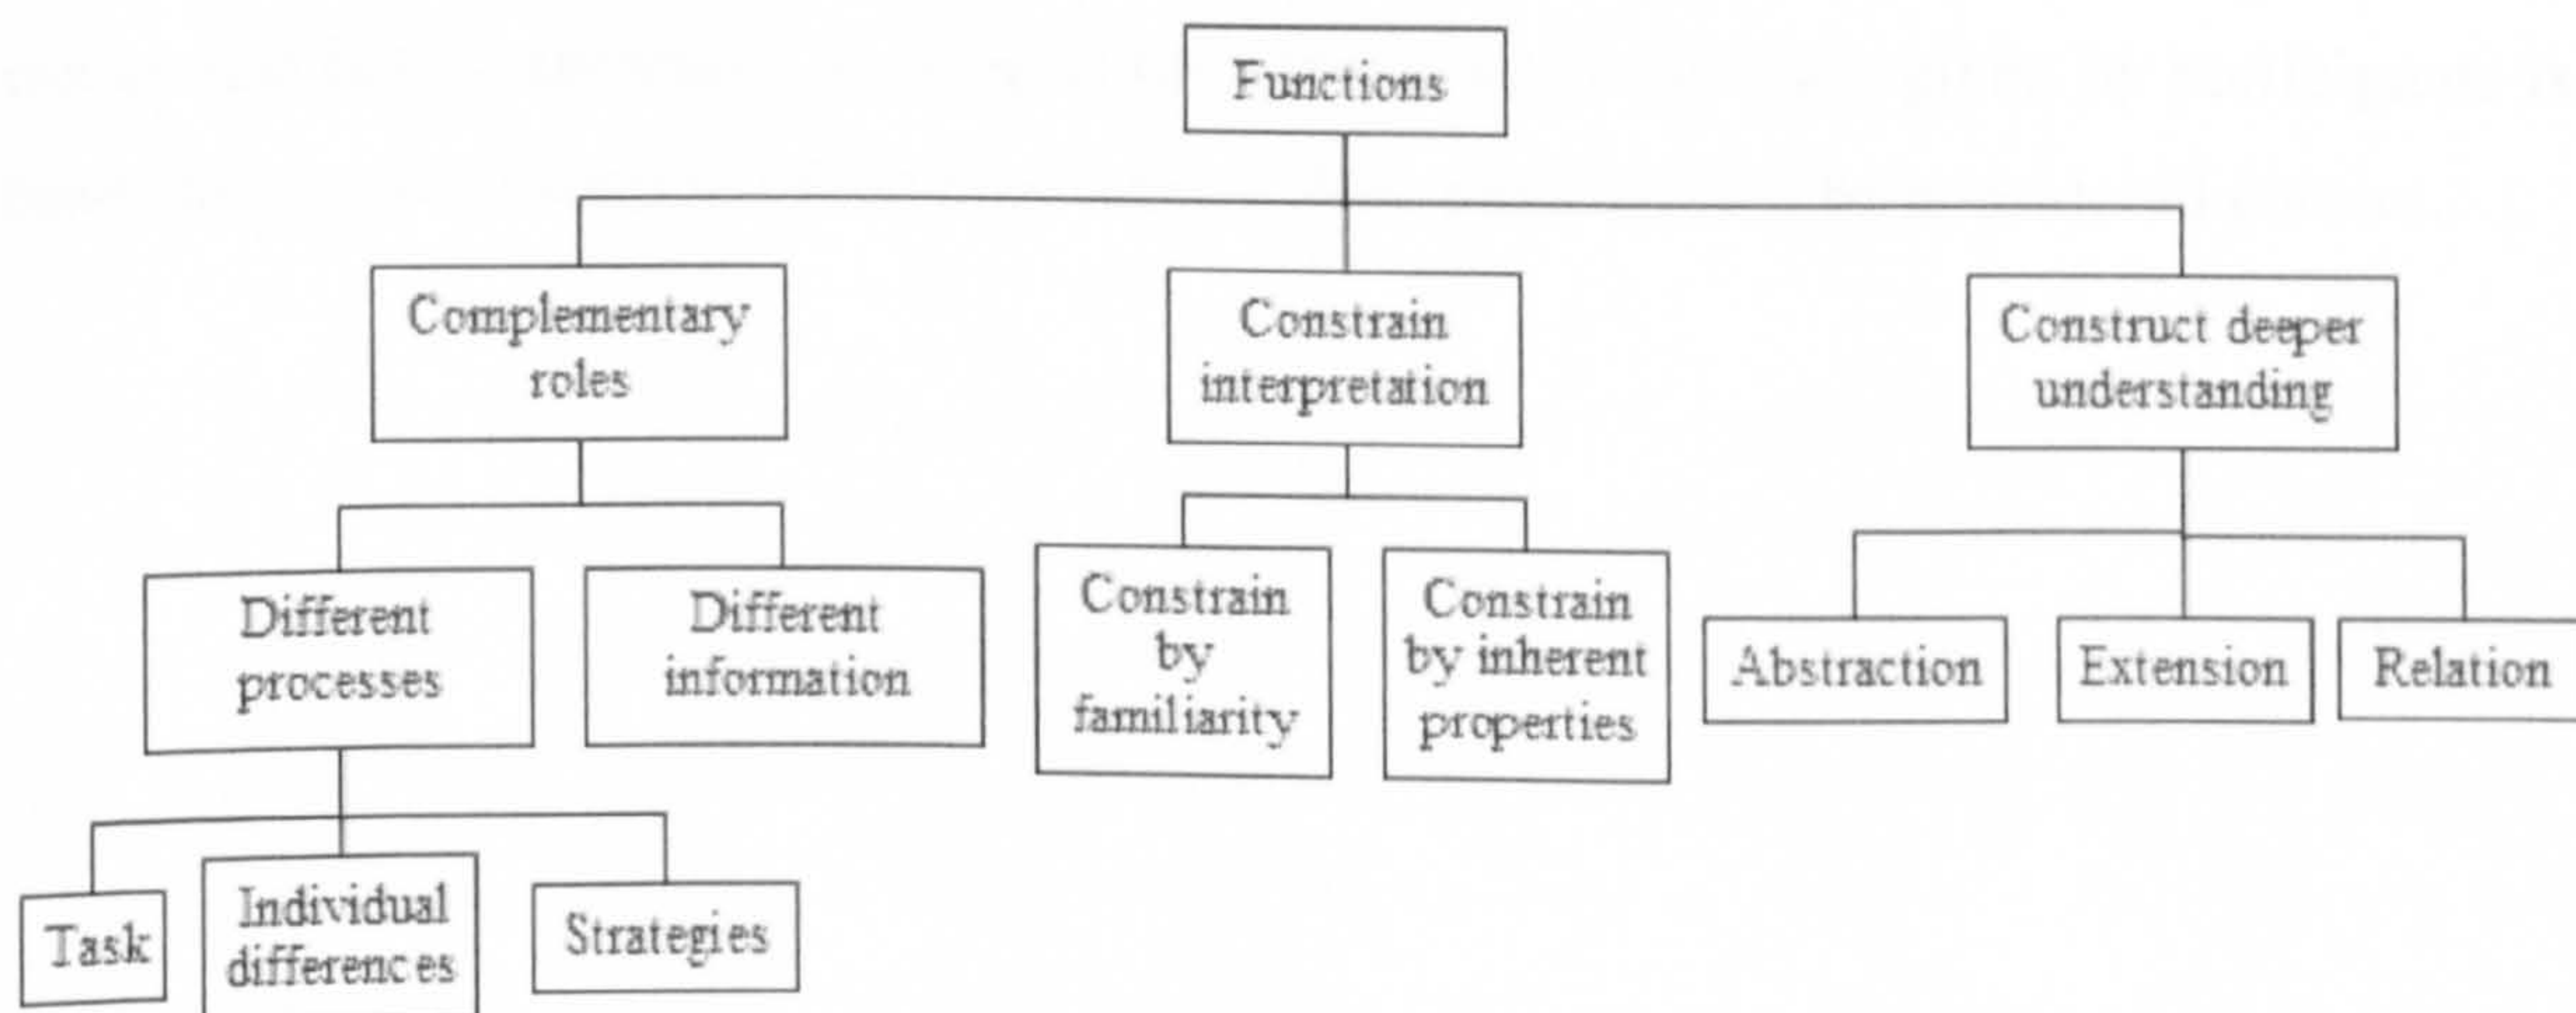 Functions
Complementary
roles
Constrain
interpretation
Construct deeper
understanding
Different
processes
Different
information
Constrain
by
familiarity
Constrain
by inherent
properties
Abstraction
Extension
Relation
Task
Individual
differences
Strategies